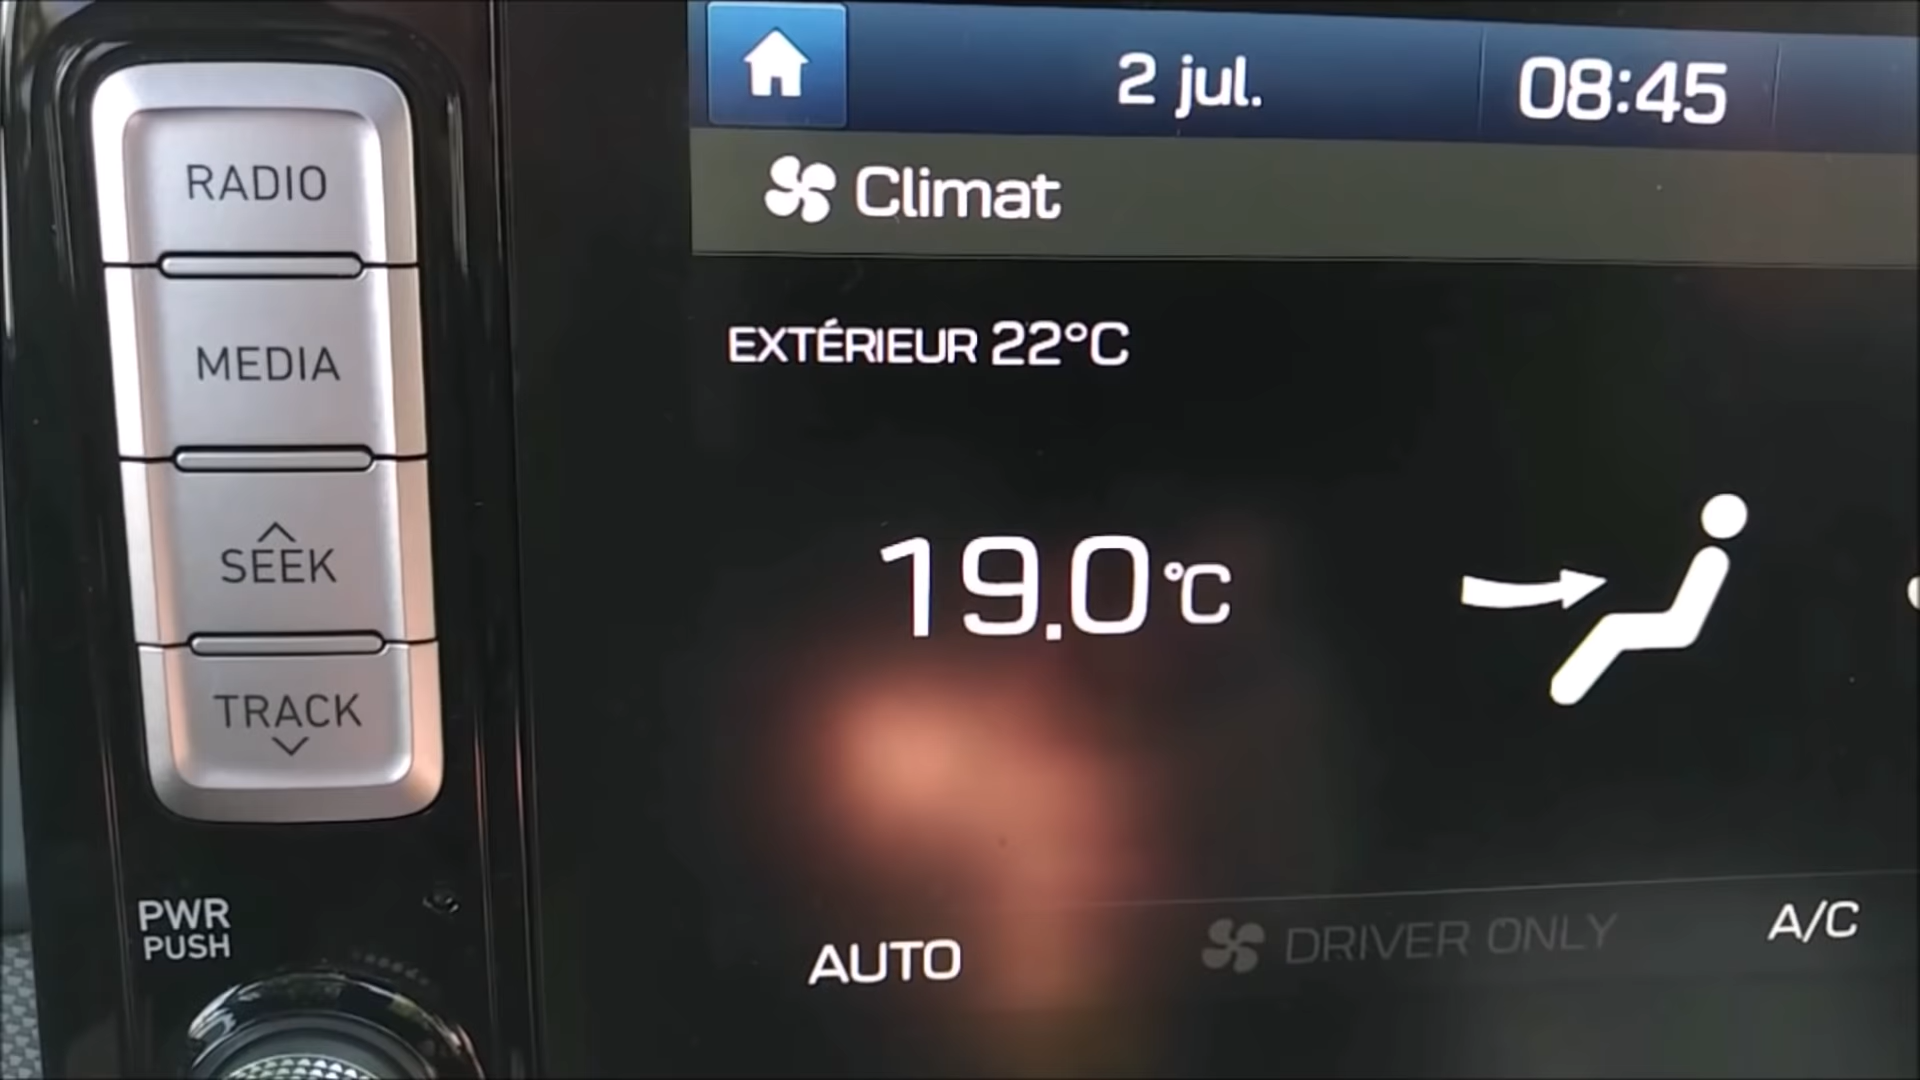 RADIO
MEDIA
SEEK
TRACK
PWR
PUSH
2 jul.
08:45
Climat
EXTÉRIEUR 22°C
19.0°C
AUTO
DRIVER ONLY
A/C